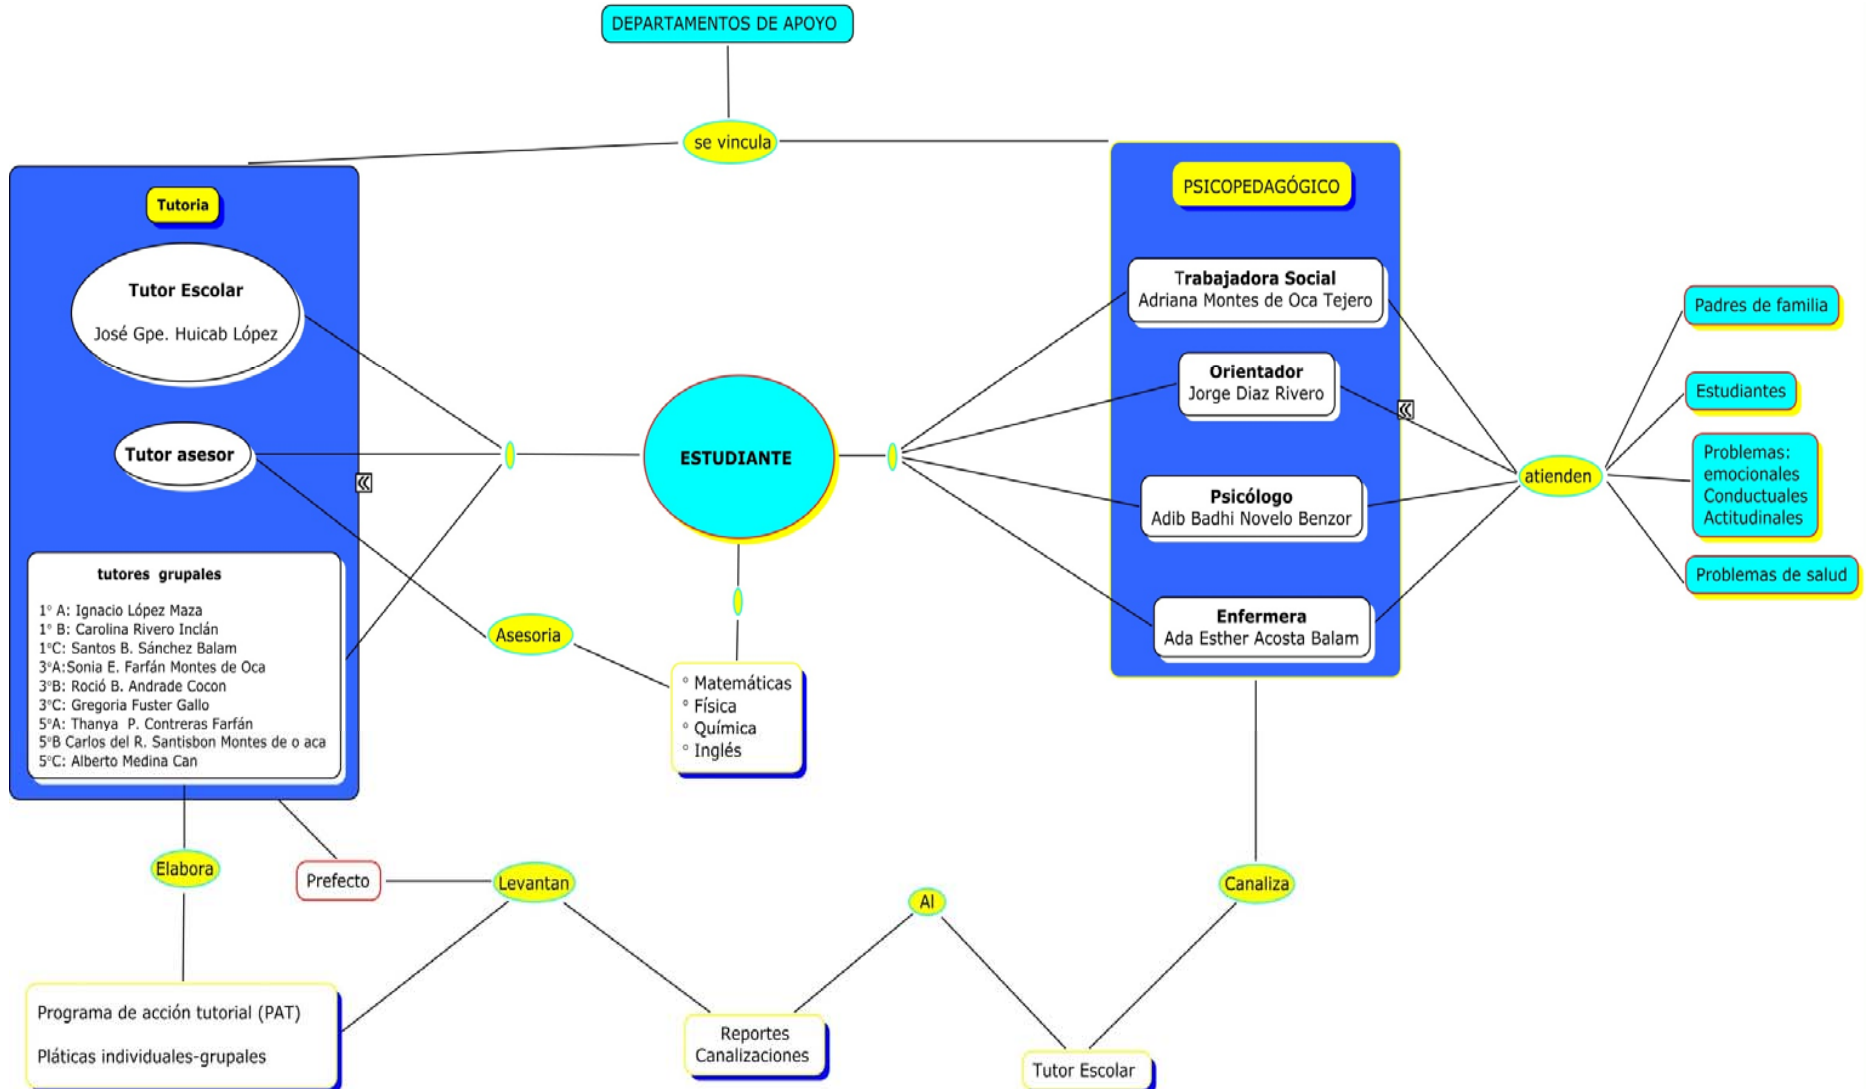 DEPARTAMENTOS DE APOYO
se vincula
Tutoria
Tutor Escolar
José Gpe. Huicab López
Tutor asesor
tutores grupales
1° A: Ignacio López Maza
1° B: Carolina Rivero Inclán
1°C: Santos B. Sánchez Balam
3°A:Sonia E. Farfán Montes de Oca
3°B: Roció B. Andrade Cocon
3°C: Gregoria Fuster Gallo
5°A: Thanya P. Contreras Farfán
5°B Carlos del R. Santisbon Montes de o aca
5°C: Alberto Medina Can
ESTUDIANTE
Asesoria
° Matemáticas
° Física
° Química
° Inglés
PSICOPEDAGÓGICO
Trabajadora Social
Adriana Montes de Oca Tejero
Orientador
Jorge Diaz Rivero
Psicólogo
Adib Badhi Novelo Benzor
Enfermera
Ada Esther Acosta Balam
atienden
Padres de familia
Estudiantes
Problemas:
emocionales
Conductuales
Actitudinales
Problemas de salud
Elabora
Prefecto
Levantan
Al
Canaliza
Programa de acción tutorial (PAT)
Pláticas individuales-grupales
Reportes
Canalizaciones
Tutor Escolar